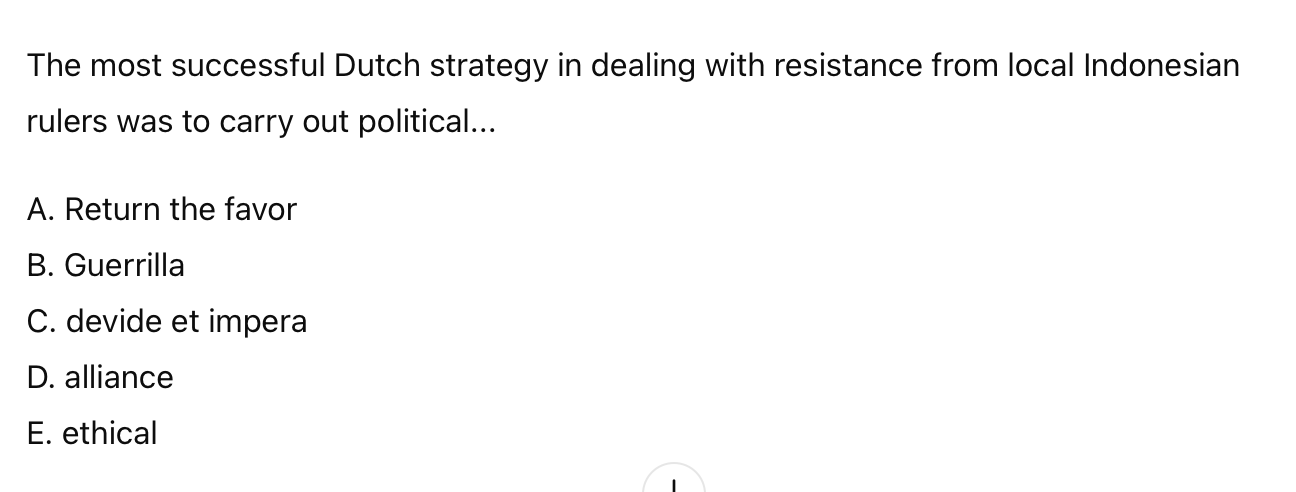 The most successful Dutch strategy in dealing with resistance from local Indonesian
rulers was to carry out political...
A. Return the favor
B. Guerrilla
C. devide et impera
D. alliance
E. ethical